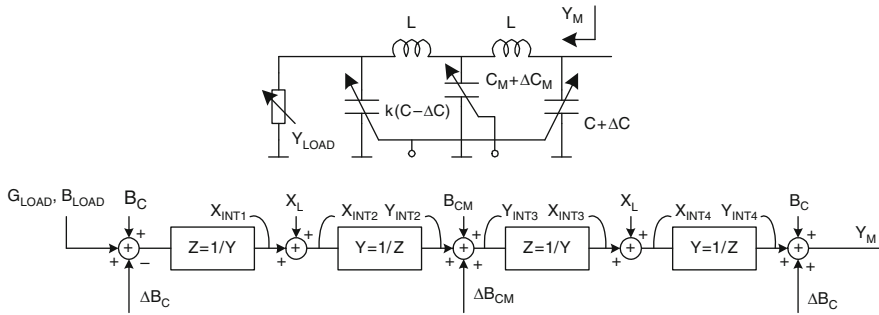 Y_M
L L
C_M+ΔC_M
k(C−ΔC)
C+ΔC
Y_LOAD
G_LOAD, B_LOAD B_C X_INT1 X_L X_INT2 Y_INT2 B_CM Y_INT3 X_INT3 X_L X_INT4 Y_INT4 B_C Y_M
+ + − Z=1/Y + + Y=1/Z + + + Z=1/Y + + Y=1/Z + + +
ΔB_C ΔB_CM ΔB_C